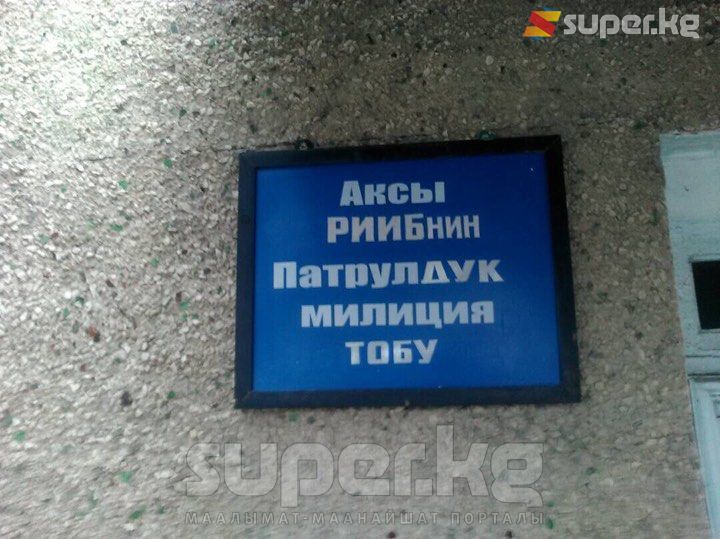 super.kg
Аксы
РИИБнин
Патрулдук
милиция
тобу
super.kg
МААЛЫМАТ-МААНАЙШАТ ПОРТАЛЫ